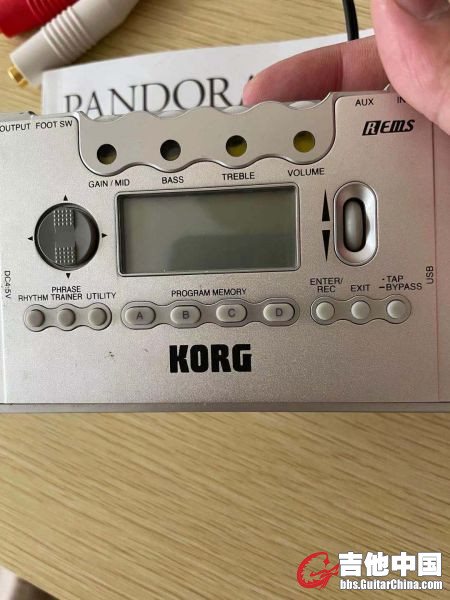 PANDORA
OUTPUT FOOT SW
AUX IN
REMS
GAIN / MID BASS TREBLE VOLUME
DC4.5V
PHRASE
RHYTHM TRAINER UTILITY
PROGRAM MEMORY
A B C D
ENTER/
REC EXIT
TAP
BYPASS
USB
KORG
吉他中国
bbs.GuitarChina.com